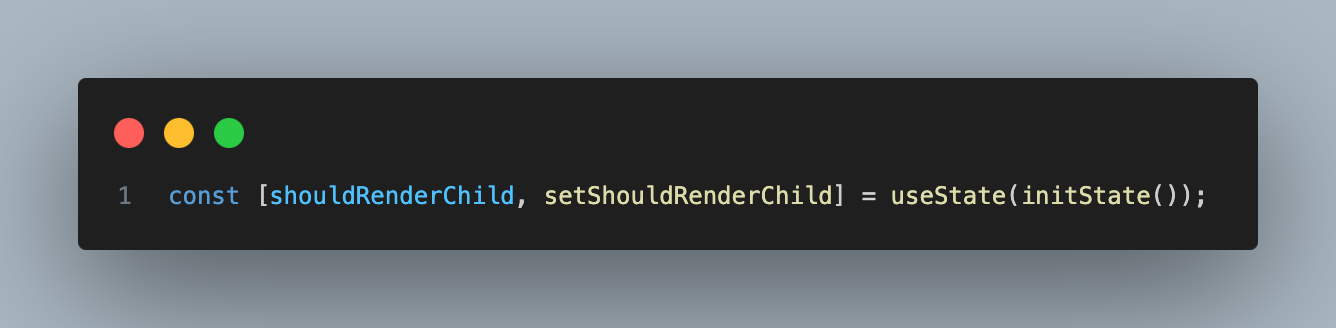 1 const [shouldRenderChild, setShouldRenderChild] = useState(initState());